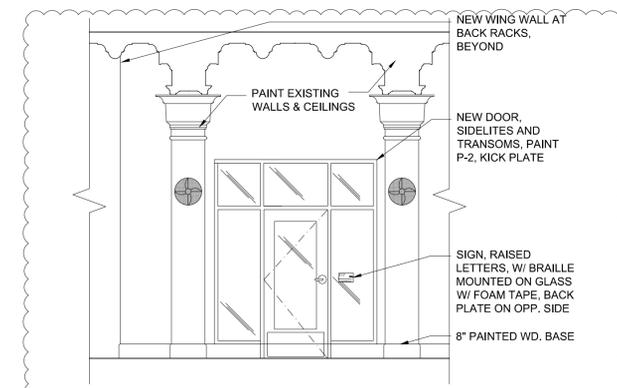 NEW WING WALL AT
BACK RACKS,
BEYOND
PAINT EXISTING
WALLS & CEILINGS
NEW DOOR,
SIDELITES AND
TRANSOMS, PAINT
P-2, KICK PLATE
SIGN, RAISED
LETTERS, W/ BRAILLE
MOUNTED ON GLASS
W/ FOAM TAPE, BACK
PLATE ON OPP. SIDE
8" PAINTED WD. BASE